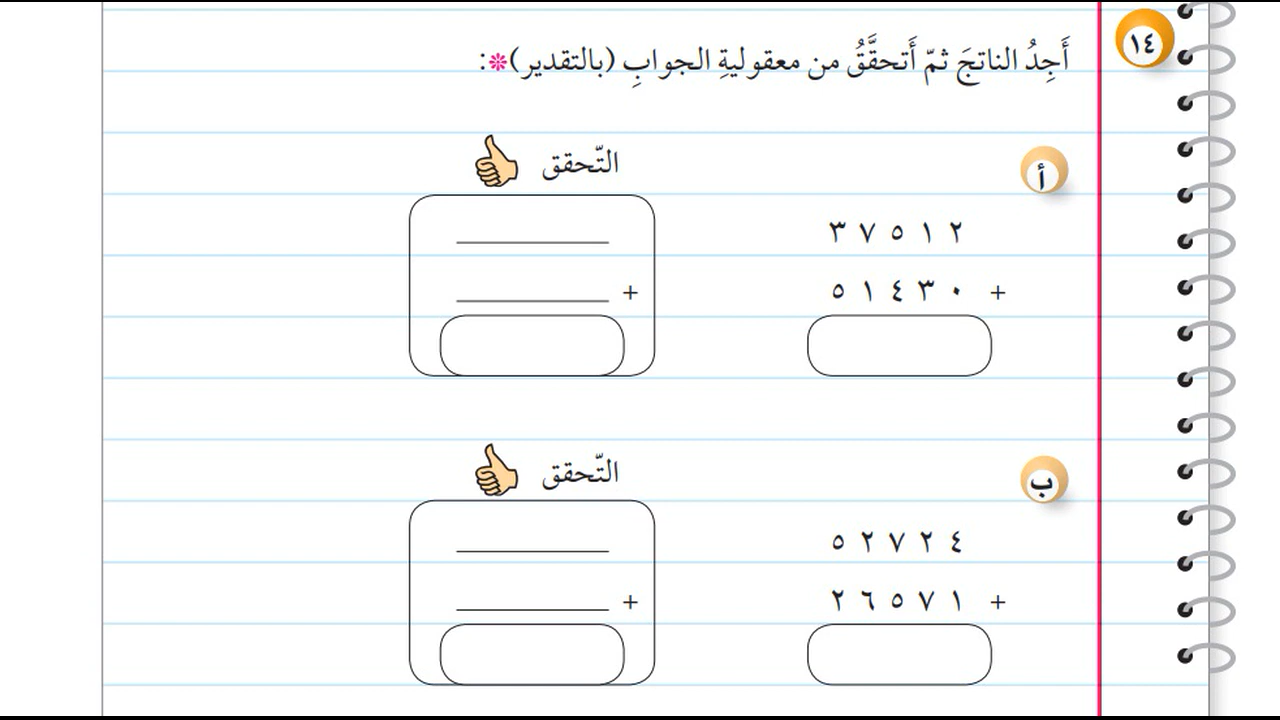 ١٤
أَجِدُ الناتجَ ثمّ أَتحقَّقُ من معقوليةِ الجوابِ (بالتقدير)❊:
أ
التّحقق
٣٧٥١٢
٥١٤٣٠ +
+
ب
التّحقق
٥٢٧٢٤
٢٦٥٧١ +
+